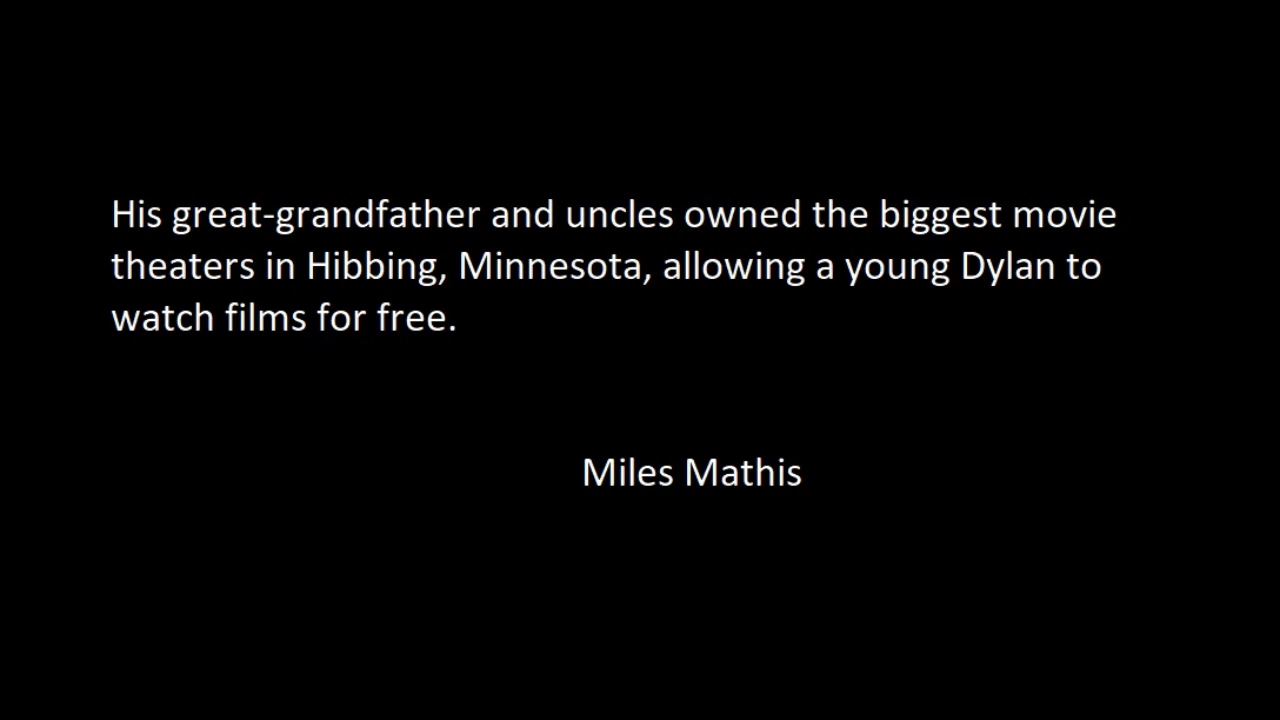 His great-grandfather and uncles owned the biggest movie
theaters in Hibbing, Minnesota, allowing a young Dylan to
watch films for free.
Miles Mathis